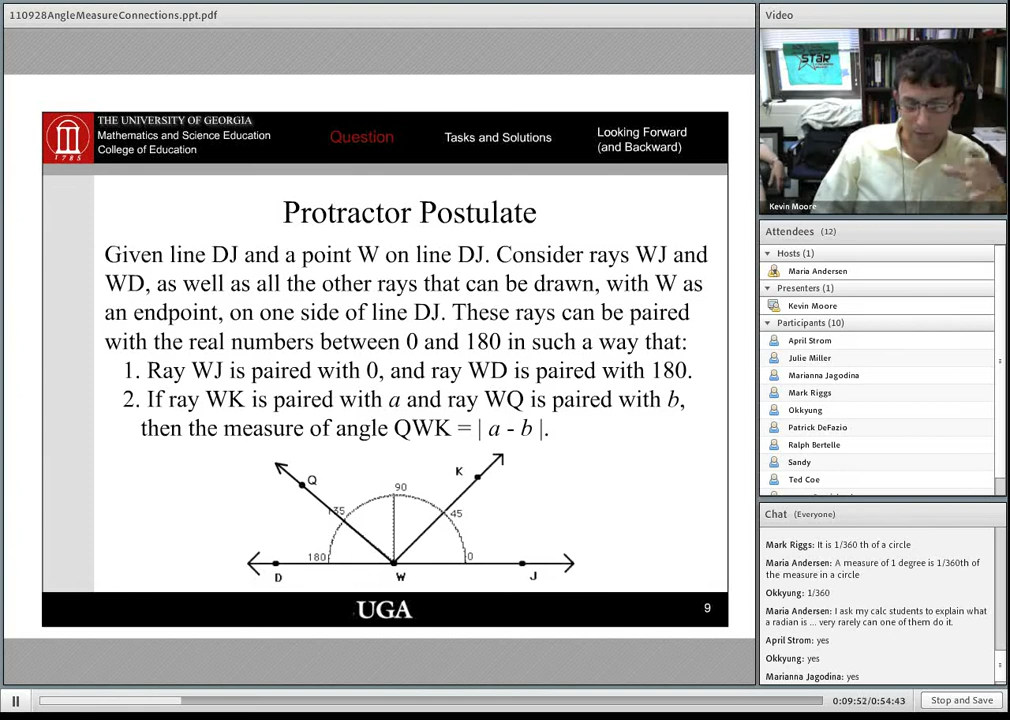 110928AngleMeasureConnections.ppt.pdf
THE UNIVERSITY OF GEORGIA
Mathematics and Science Education
College of Education
1785
Question
Tasks and Solutions
Looking Forward
(and Backward)
Protractor Postulate
Given line DJ and a point W on line DJ. Consider rays WJ and
WD, as well as all the other rays that can be drawn, with W as
an endpoint, on one side of line DJ. These rays can be paired
with the real numbers between 0 and 180 in such a way that:
1. Ray WJ is paired with 0, and ray WD is paired with 180.
2. If ray WK is paired with a and ray WQ is paired with b,
then the measure of angle QWK = | a - b |.
Q
K
90
135
45
180
0
D
W
J
UGA
9
Video
STaR
Kevin Moore
Attendees (12)
Hosts (1)
Maria Andersen
Presenters (1)
Kevin Moore
Participants (10)
April Strom
Julie Miller
Marianna Jagodina
Mark Riggs
Okkyung
Patrick DeFazio
Ralph Bertelle
Sandy
Ted Coe
Chat (Everyone)
Mark Riggs: It is 1/360 th of a circle
Maria Andersen: A measure of 1 degree is 1/360th of
the measure in a circle
Okkyung: 1/360
Maria Andersen: I ask my calc students to explain what
a radian is ... very rarely can one of them do it.
April Strom: yes
Okkyung: yes
Marianna Jagodina: yes
0:09:52/0:54:43
Stop and Save